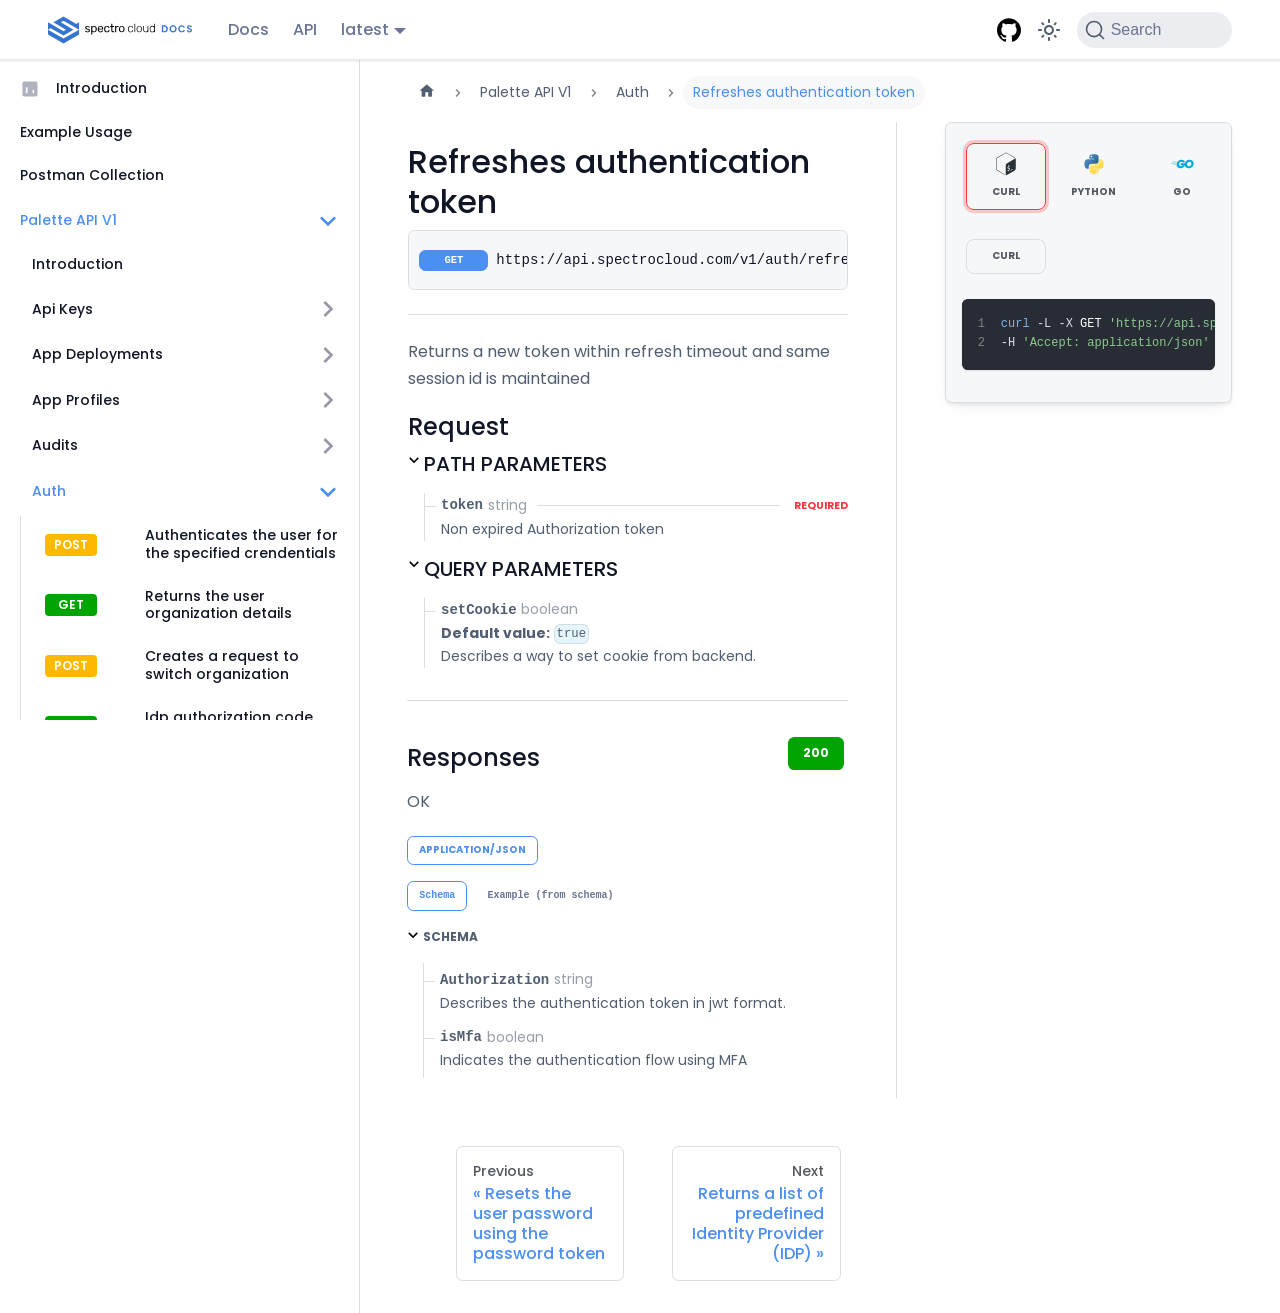 spectro cloud DOCS
Docs
API
latest
Search
Introduction
Example Usage
Postman Collection
Palette API V1
Introduction
Api Keys
App Deployments
App Profiles
Audits
Auth
POST
Authenticates the user for
the specified crendentials
GET
Returns the user
organization details
POST
Creates a request to
switch organization
Idp authorization code
Palette API V1
Auth
Refreshes authentication token
Refreshes authentication
token
GET
https://api.spectrocloud.com/v1/auth/refre
Returns a new token within refresh timeout and same
session id is maintained
Request
PATH PARAMETERS
token string
REQUIRED
Non expired Authorization token
QUERY PARAMETERS
setCookie boolean
Default value: true
Describes a way to set cookie from backend.
Responses
200
OK
APPLICATION/JSON
Schema
Example (from schema)
SCHEMA
Authorization string
Describes the authentication token in jwt format.
isMfa boolean
Indicates the authentication flow using MFA
Previous
« Resets the
user password
using the
password token
Next
Returns a list of
predefined
Identity Provider
(IDP) »
CURL
PYTHON
GO
CURL
1 curl -L -X GET 'https://api.sp
2 -H 'Accept: application/json'